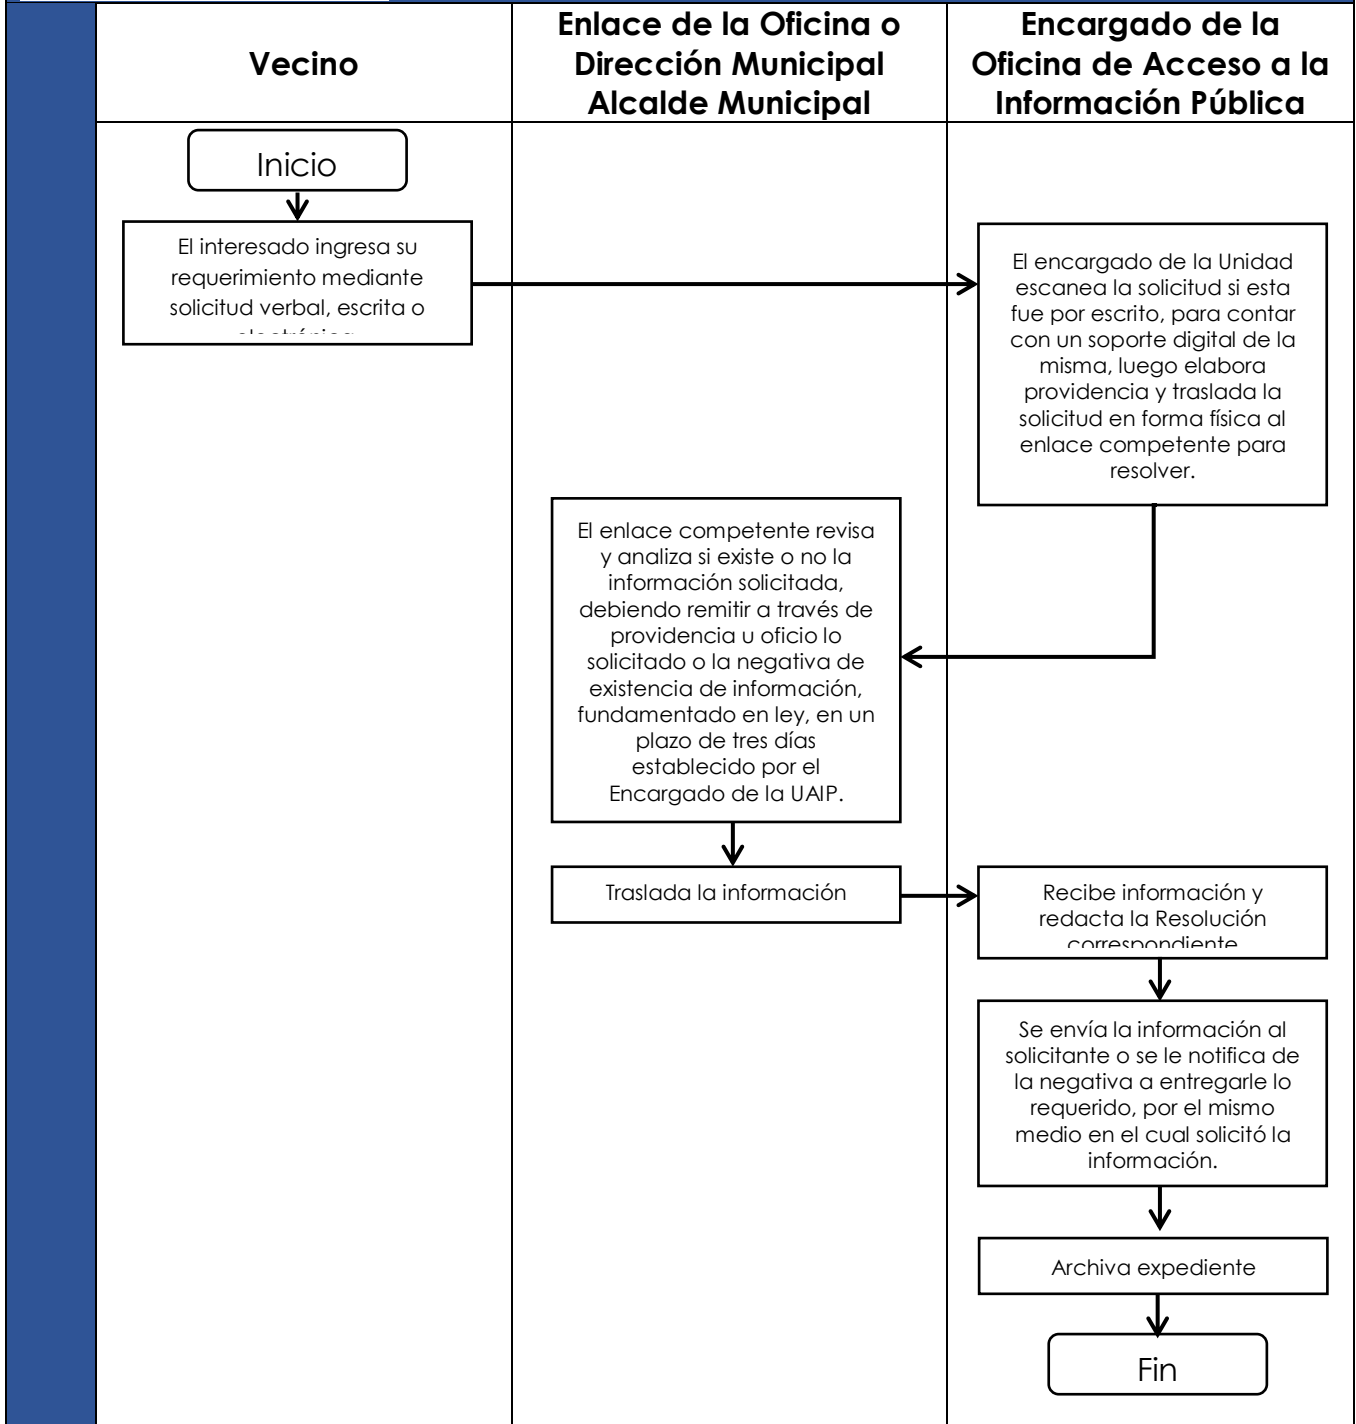 Vecino
Enlace de la Oficina o
Dirección Municipal
Alcalde Municipal
Encargado de la
Oficina de Acceso a la
Información Pública
Inicio
El interesado ingresa su
requerimiento mediante
solicitud verbal, escrita o
El encargado de la Unidad
escanea la solicitud si esta
fue por escrito, para contar
con un soporte digital de la
misma, luego elabora
providencia y traslada la
solicitud en forma física al
enlace competente para
resolver.
El enlace competente revisa
y analiza si existe o no la
información solicitada,
debiendo remitir a través de
providencia u oficio lo
solicitado o la negativa de
existencia de información,
fundamentado en ley, en un
plazo de tres días
establecido por el
Encargado de la UAIP.
Traslada la información
Recibe información y
redacta la Resolución
correspondiente
Se envía la información al
solicitante o se le notifica de
la negativa a entregarle lo
requerido, por el mismo
medio en el cual solicitó la
información.
Archiva expediente
Fin